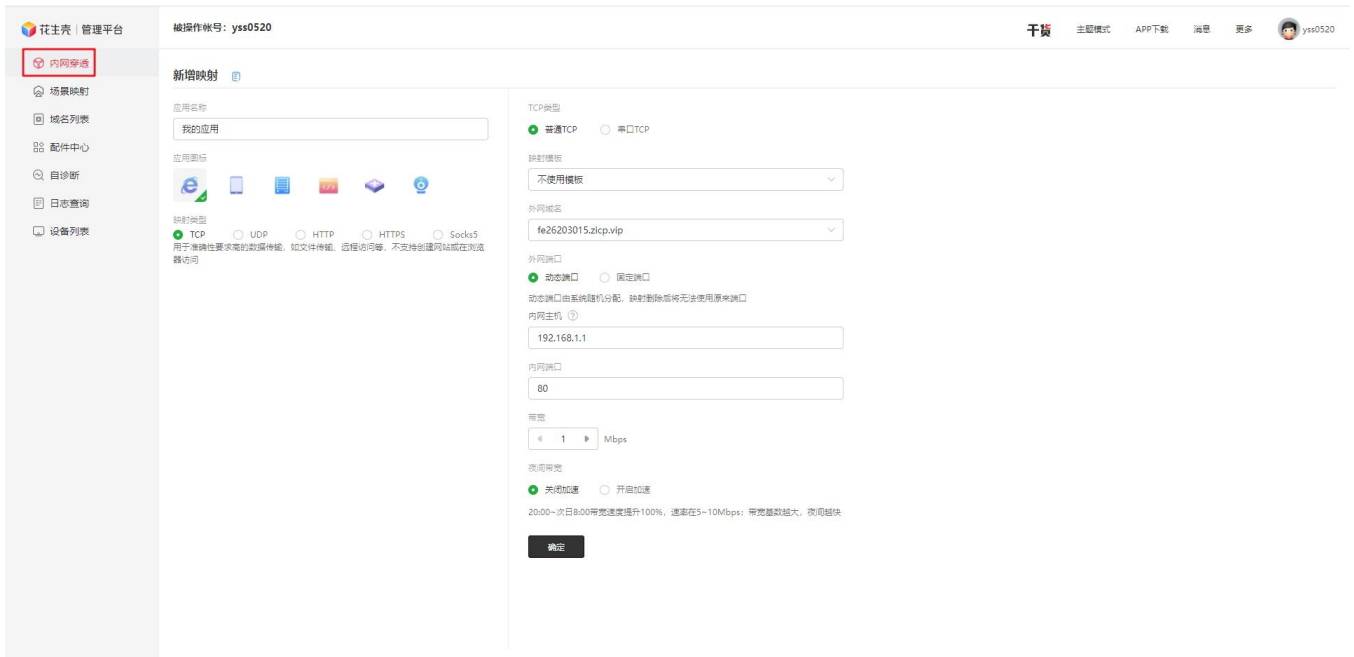 花生壳 | 管理平台
被操作帐号：yss0520
干货
主题模式
APP下载
消息
更多
yss0520
内网穿透
场景映射
域名列表
配件中心
自诊断
日志查询
设备列表
新增映射
应用名称
我的应用
应用图标
映射类型
TCP
UDP
HTTP
HTTPS
Socks5
用于准确性要求高的数据传输，如文件传输、远程访问等，不支持创建网站或在浏览
器访问
TCP类型
普通TCP
串口TCP
映射模板
不使用模板
外网域名
fe26203015.zicp.vip
外网端口
动态端口
固定端口
动态端口由系统随机分配，映射删除后将无法使用原来端口
内网主机
192.168.1.1
内网端口
80
带宽
1
Mbps
夜间带宽
关闭加速
开启加速
20:00~次日8:00带宽速度提升100%，速率在5~10Mbps；带宽基数越大，夜间越快
确定